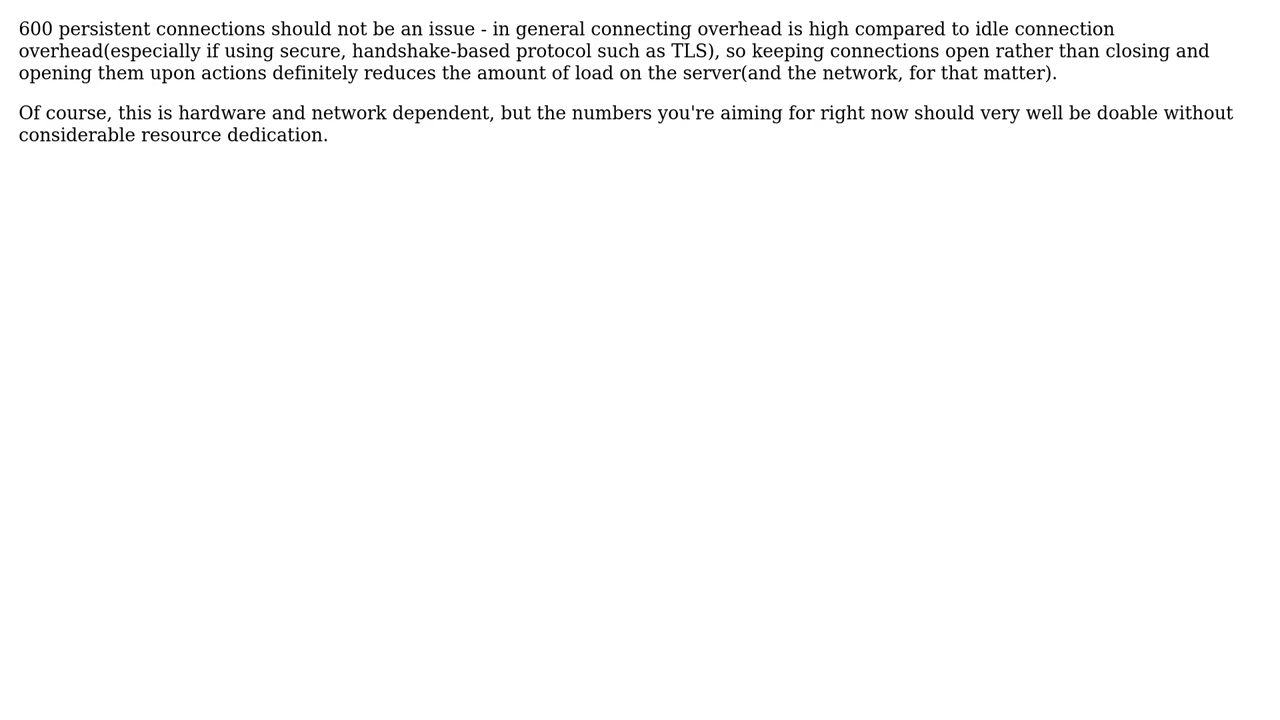 600 persistent connections should not be an issue - in general connecting overhead is high compared to idle connection
overhead(especially if using secure, handshake-based protocol such as TLS), so keeping connections open rather than closing and
opening them upon actions definitely reduces the amount of load on the server(and the network, for that matter).
Of course, this is hardware and network dependent, but the numbers you're aiming for right now should very well be doable without
considerable resource dedication.